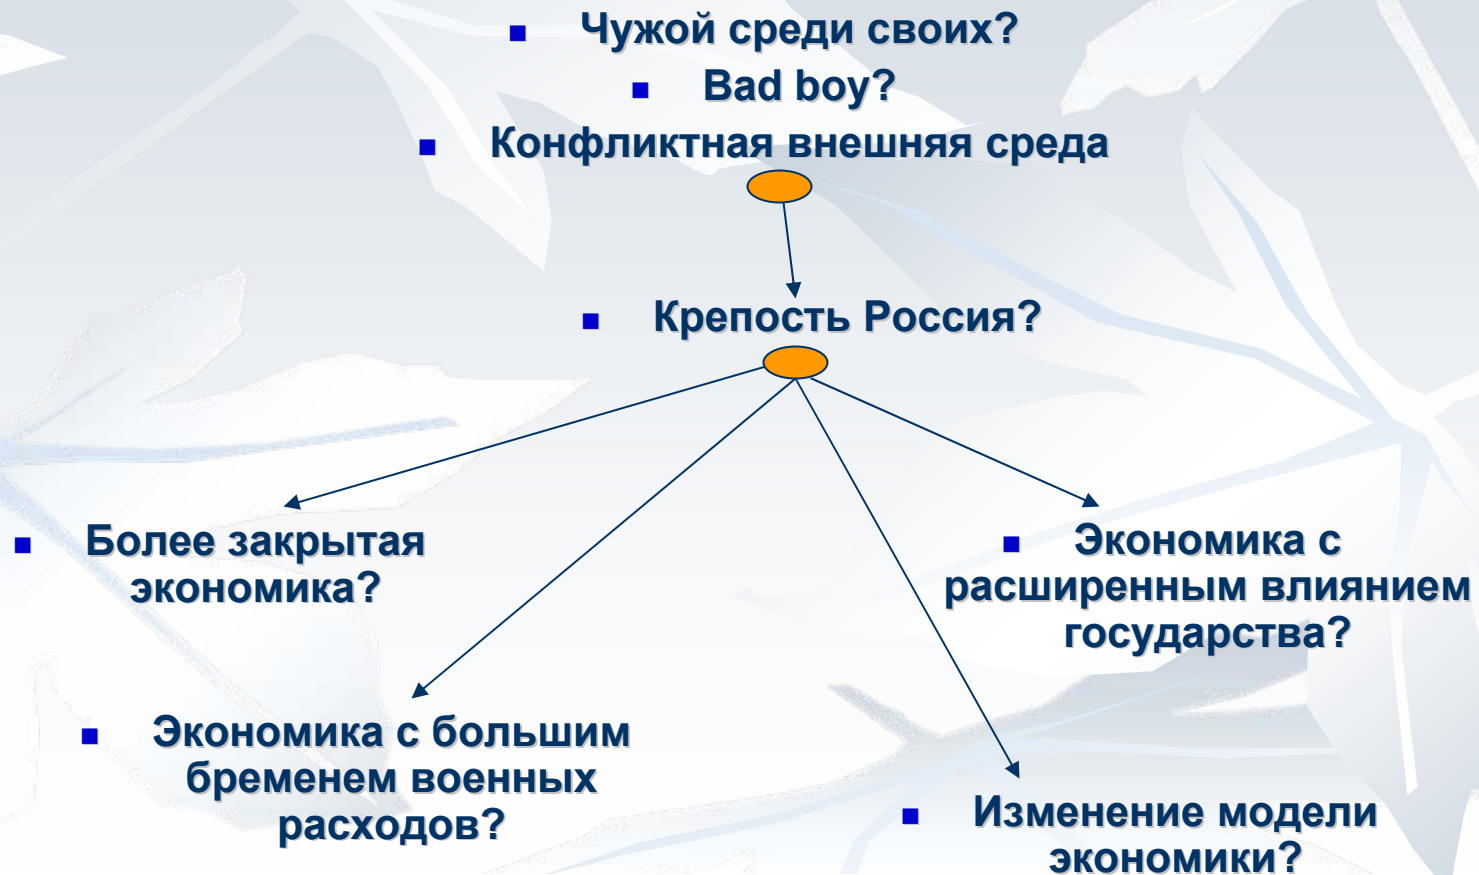 Чужой среди своих?
Bad boy?
Конфликтная внешняя среда
Крепость Россия?
Более закрытая
экономика?
Экономика с
расширенным влиянием
государства?
Экономика с большим
бременем военных
расходов?
Изменение модели
экономики?